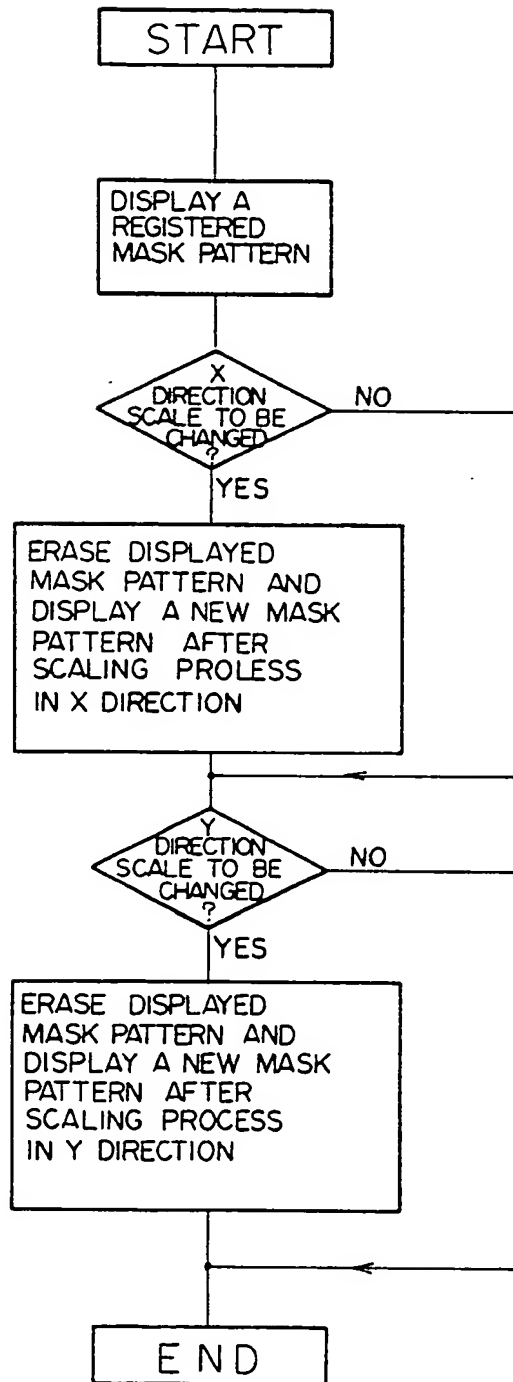 START
DISPLAY A
REGISTERED
MASK PATTERN
X
DIRECTION
SCALE TO BE
CHANGED
?
NO
YES
ERASE DISPLAYED
MASK PATTERN AND
DISPLAY A NEW MASK
PATTERN AFTER
SCALING PROLESS
IN X DIRECTION
Y
DIRECTION
SCALE TO BE
CHANGED
?
NO
YES
ERASE DISPLAYED
MASK PATTERN AND
DISPLAY A NEW MASK
PATTERN AFTER
SCALING PROCESS
IN Y DIRECTION
END